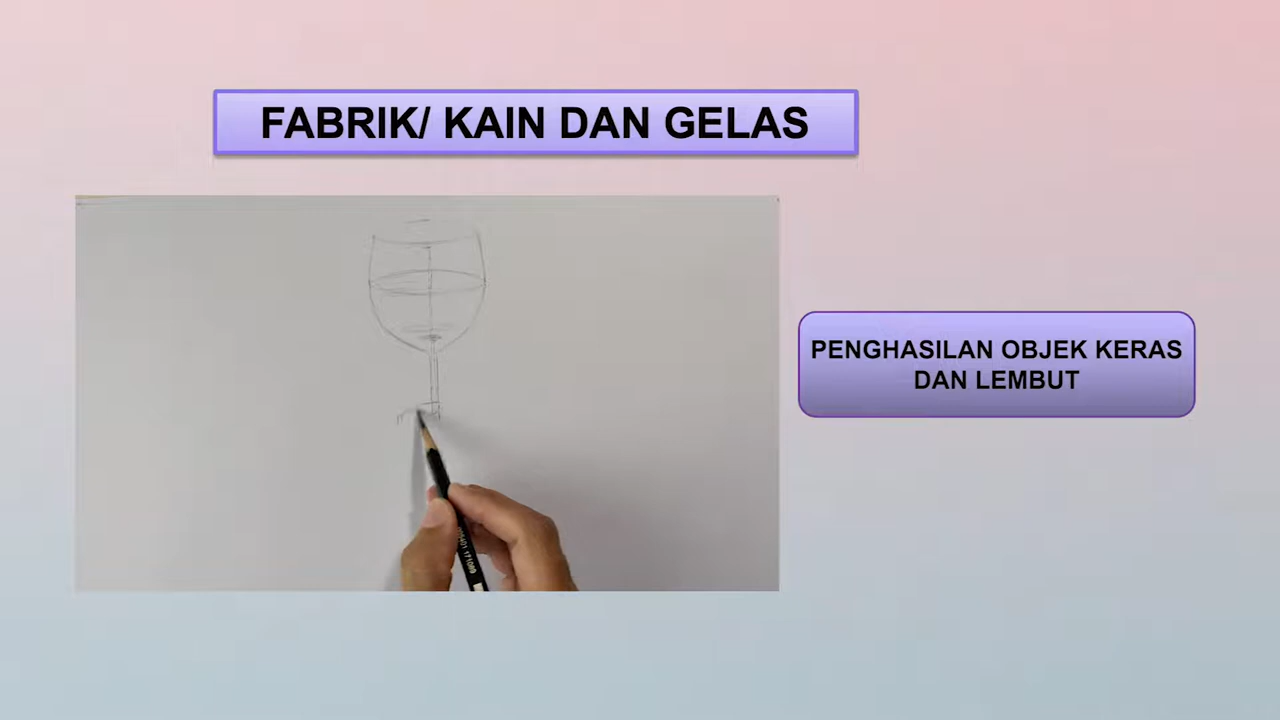 FABRIK/ KAIN DAN GELAS
PENGHASILAN OBJEK KERAS
DAN LEMBUT